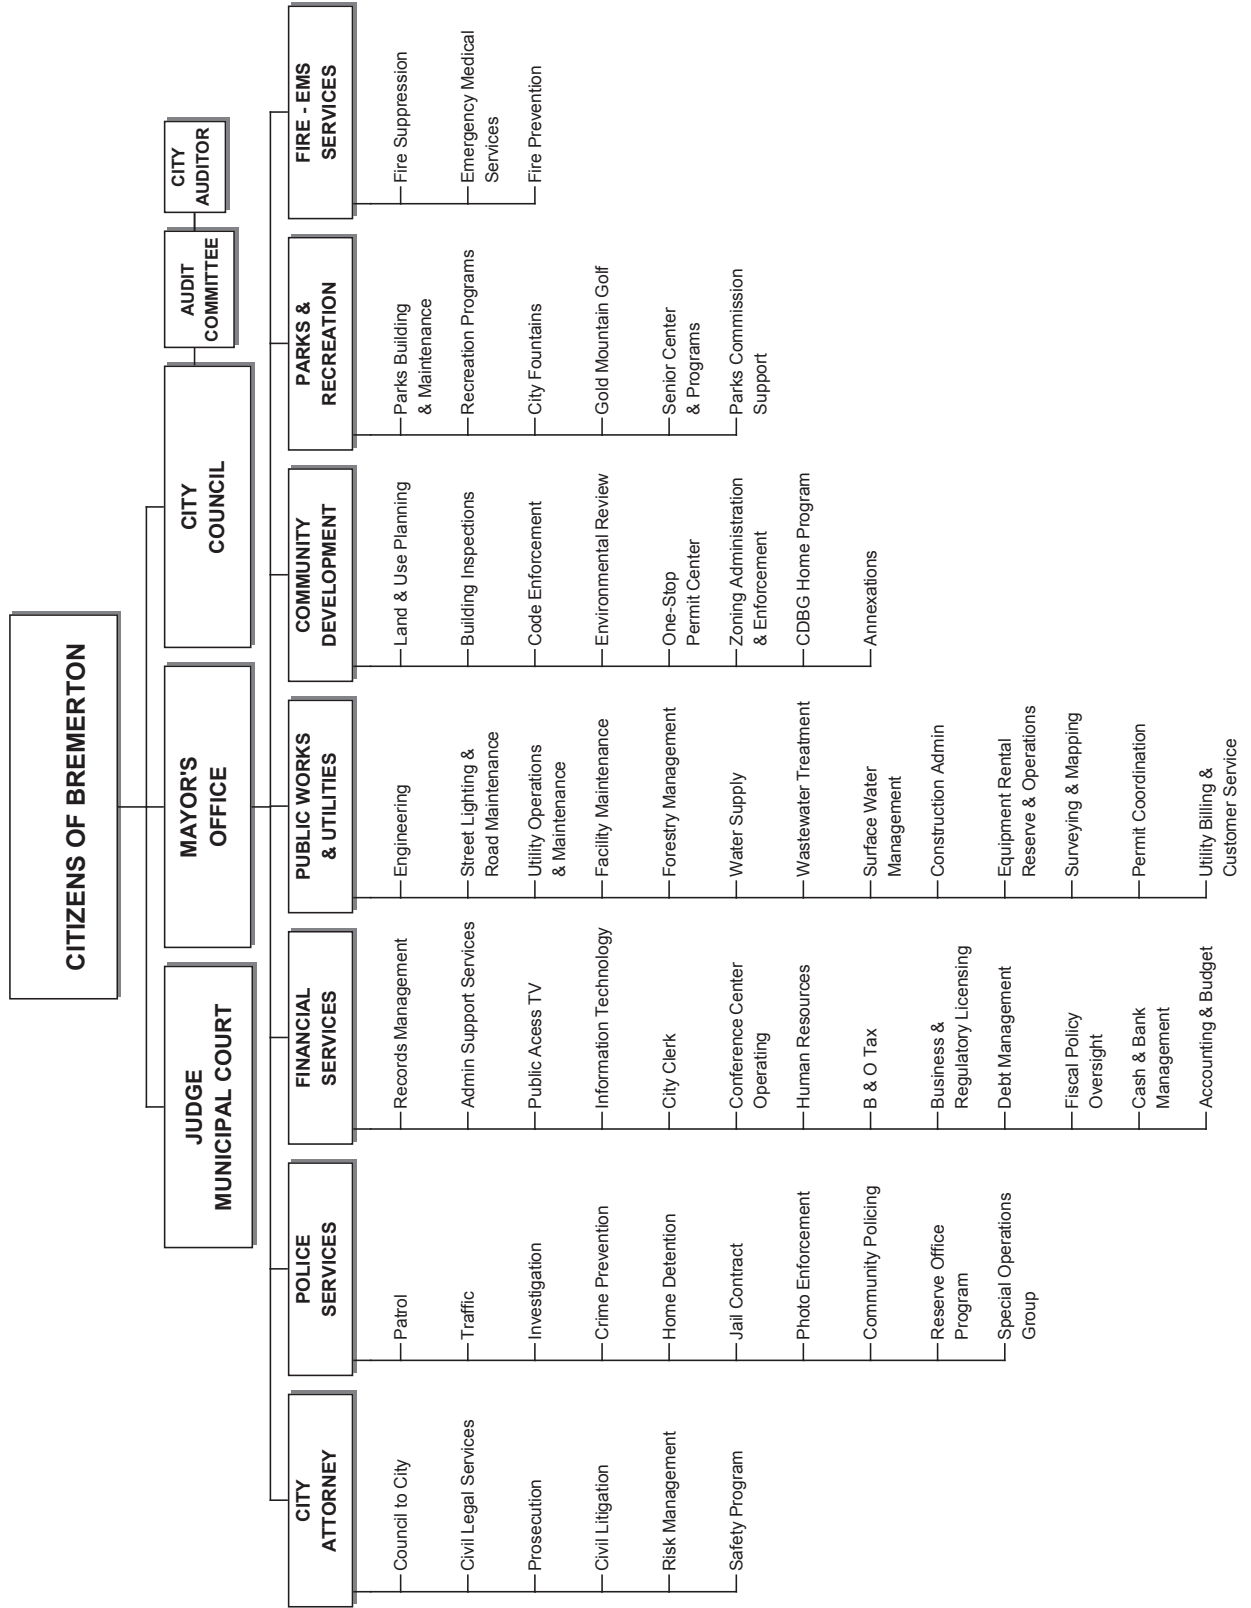 CITIZENS OF BREMERTON
JUDGE
MUNICIPAL COURT
MAYOR'S
OFFICE
CITY
COUNCIL
AUDIT
COMMITTEE
CITY
AUDITOR
CITY
ATTORNEY
Council to City
Civil Legal Services
Prosecution
Civil Litigation
Risk Management
Safety Program
POLICE
SERVICES
Patrol
Traffic
Investigation
Crime Prevention
Home Detention
Jail Contract
Photo Enforcement
Community Policing
Reserve Office
Program
Special Operations
Group
FINANCIAL
SERVICES
Records Management
Admin Support Services
Public Acess TV
Information Technology
City Clerk
Conference Center
Operating
Human Resources
B & O Tax
Business &
Regulatory Licensing
Debt Management
Fiscal Policy
Oversight
Cash & Bank
Management
Accounting & Budget
PUBLIC WORKS
& UTILITIES
Engineering
Street Lighting &
Road Maintenance
Utility Operations
& Maintenance
Facility Maintenance
Forestry Management
Water Supply
Wastewater Treatment
Surface Water
Management
Construction Admin
Equipment Rental
Reserve & Operations
Surveying & Mapping
Permit Coordination
Utility Billing &
Customer Service
COMMUNITY
DEVELOPMENT
Land & Use Planning
Building Inspections
Code Enforcement
Environmental Review
One-Stop
Permit Center
Zoning Administration
& Enforcement
CDBG Home Program
Annexations
PARKS &
RECREATION
Parks Building
& Maintenance
Recreation Programs
City Fountains
Gold Mountain Golf
Senior Center
& Programs
Parks Commission
Support
FIRE - EMS
SERVICES
Fire Suppression
Emergency Medical
Services
Fire Prevention